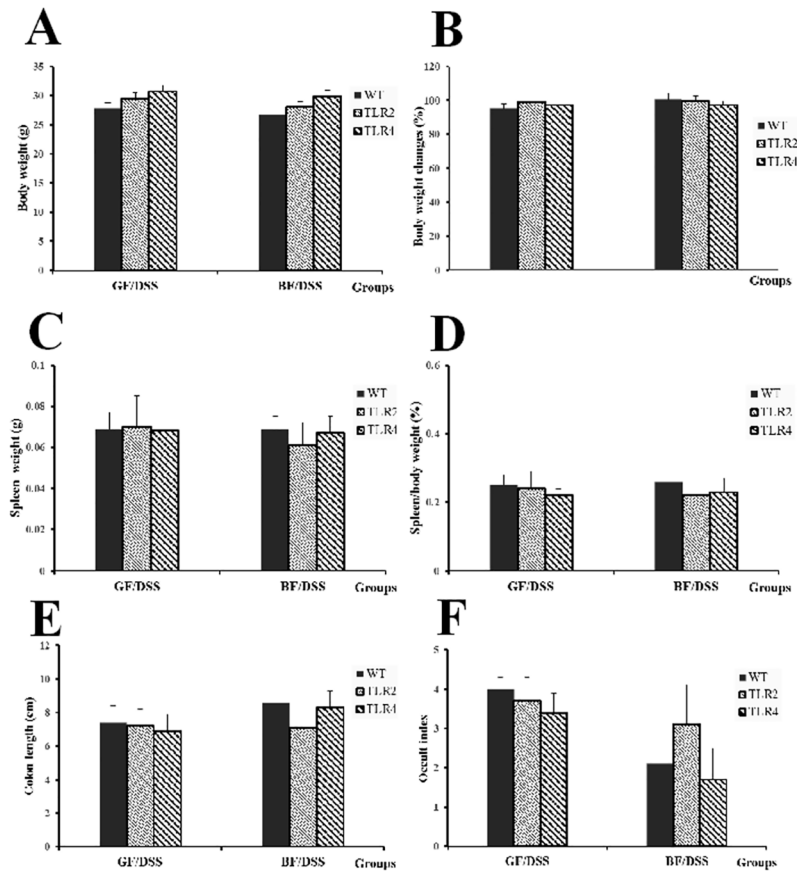 A
B
Body weight (g)
35
30
25
20
15
10
5
0
WT
TLR2
TLR4
GF/DSS
BF/DSS
Groups
Body weight changes (%)
120
100
80
60
40
20
0
WT
TLR2
TLR4
Groups
C
D
Spleen weight (g)
0.1
0.08
0.06
0.04
0.02
0
WT
TLR2
TLR4
GF/DSS
BF/DSS
Groups
Spleen/body weight (%)
0.6
0.4
0.2
0
WT
TLR2
TLR4
GF/DSS
BF/DSS
Groups
E
F
Colon length (cm)
12
10
8
6
4
2
0
WT
TLR2
TLR4
GF/DSS
BF/DSS
Groups
Occult index
5
4
3
2
1
0
WT
TLR2
TLR4
GF/DSS
BF/DSS
Groups